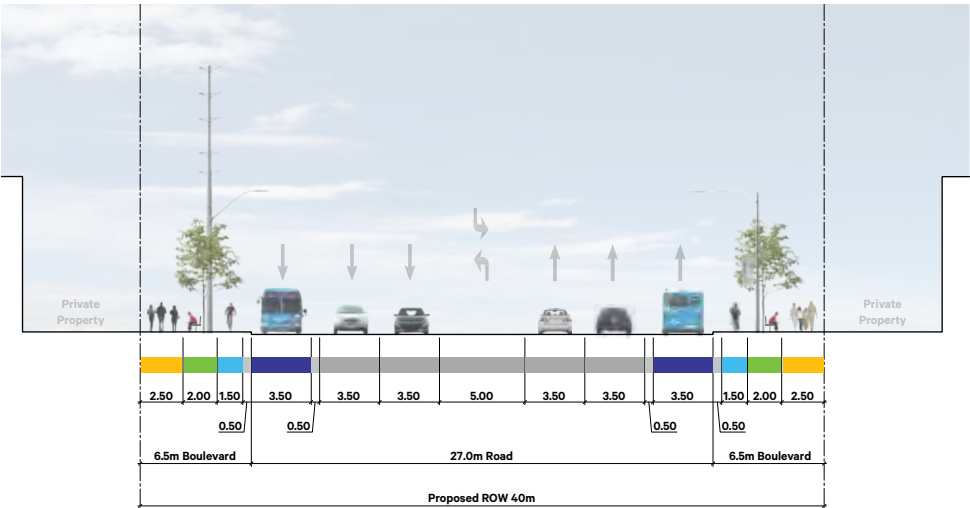 Private
Property
Private
Property
2.50 2.00 1.50 3.50 3.50 3.50 5.00 3.50 3.50 3.50 1.50 2.00 2.50
0.50 0.50 0.50 0.50
6.5m Boulevard 27.0m Road 6.5m Boulevard
Proposed ROW 40m